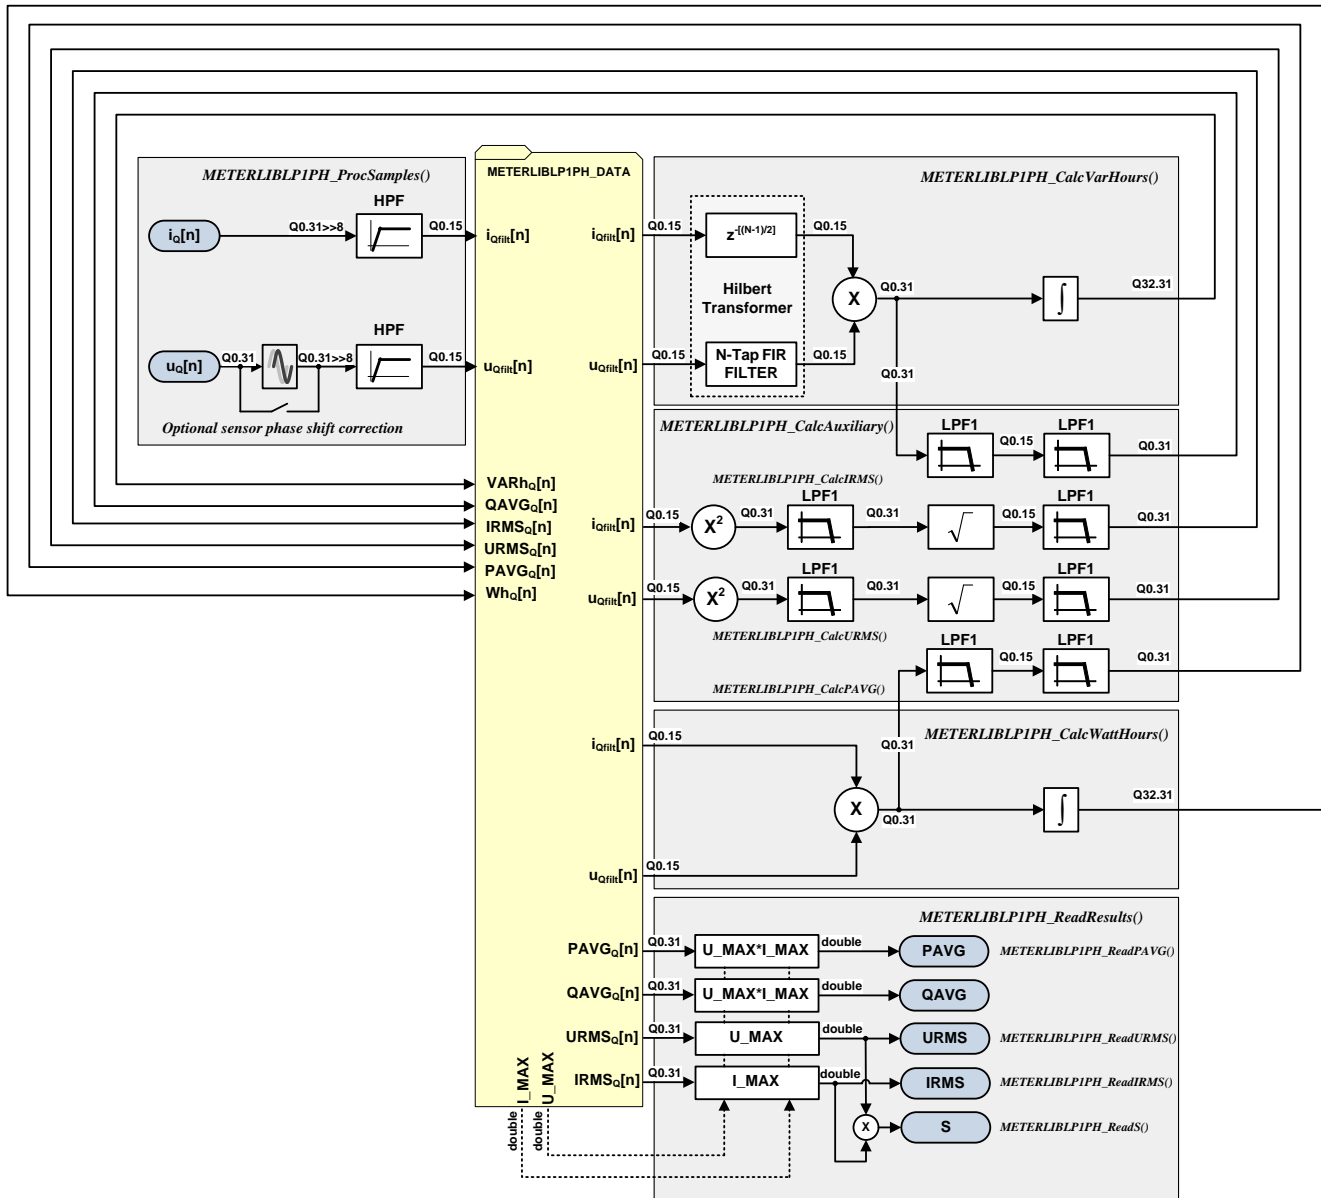 METERLIBLP1PH_ProcSamples()
HPF
iQ[n]
Q0.31>>8
Q0.15
HPF
uQ[n]
Q0.31
Q0.31>>8
Q0.15
Optional sensor phase shift correction
METERLIBLP1PH_DATA
iQfilt[n]
iQfilt[n]
uQfilt[n]
uQfilt[n]
VARhQ[n]
QAVGQ[n]
IRMSQ[n]
URMSQ[n]
PAVGQ[n]
WhQ[n]
iQfilt[n]
uQfilt[n]
iQfilt[n]
uQfilt[n]
PAVGQ[n]
QAVGQ[n]
URMSQ[n]
IRMSQ[n]
I_MAX
U_MAX
double
double
METERLIBLP1PH_CalcVarHours()
Q0.15
z-[(N-1)/2]
Q0.15
Hilbert
Transformer
X
Q0.31
∫
Q32.31
Q0.15
N-Tap FIR
FILTER
Q0.15
Q0.31
METERLIBLP1PH_CalcAuxiliary()
LPF1
Q0.15
LPF1
Q0.31
METERLIBLP1PH_CalcIRMS()
Q0.15
X2
Q0.31
LPF1
Q0.31
√
Q0.15
LPF1
Q0.31
Q0.15
X2
Q0.31
LPF1
Q0.31
√
Q0.15
LPF1
Q0.31
METERLIBLP1PH_CalcURMS()
LPF1
Q0.15
LPF1
Q0.31
METERLIBLP1PH_CalcPAVG()
METERLIBLP1PH_CalcWattHours()
Q0.15
Q0.31
X
Q0.31
∫
Q32.31
Q0.15
METERLIBLP1PH_ReadResults()
Q0.31
U_MAX*I_MAX
double
PAVG
METERLIBLP1PH_ReadPAVG()
Q0.31
U_MAX*I_MAX
double
QAVG
Q0.31
U_MAX
double
URMS
METERLIBLP1PH_ReadURMS()
Q0.31
I_MAX
double
IRMS
METERLIBLP1PH_ReadIRMS()
X
S
METERLIBLP1PH_ReadS()